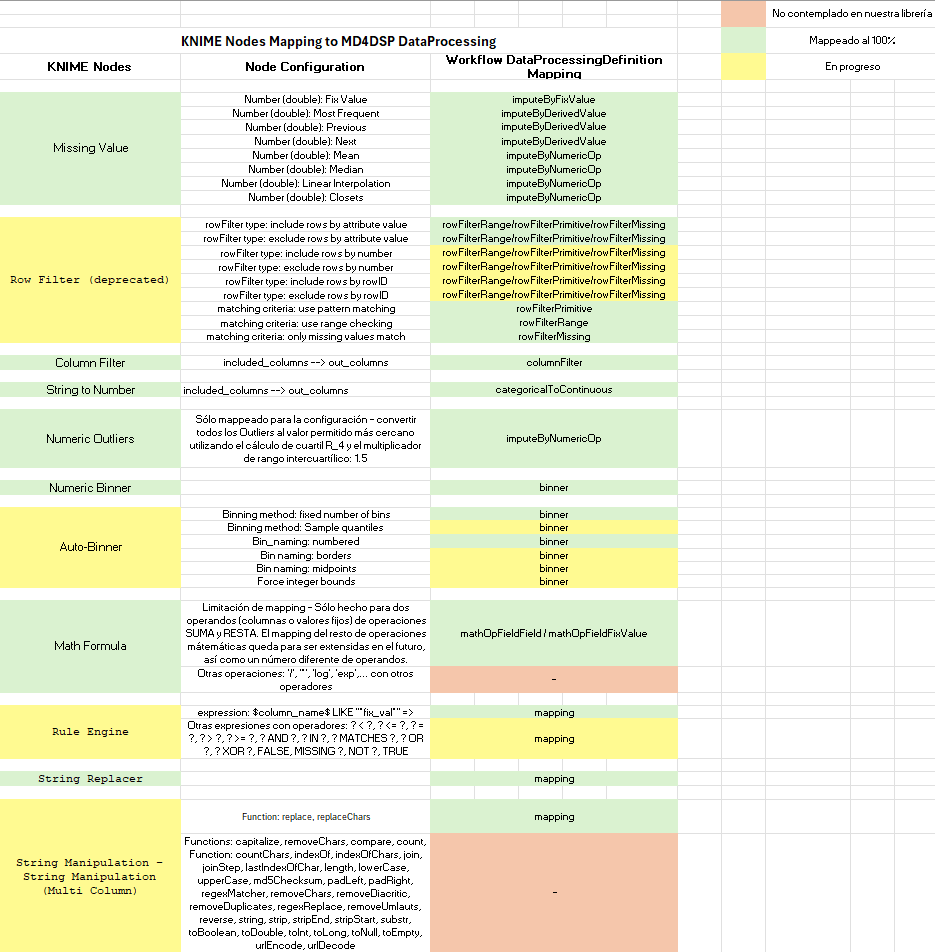 No contemplado en nuestra librería
KNIME Nodes Mapping to MD4DSP DataProcessing
Mappeado al 100%
KNIME Nodes
Node Configuration
Workflow DataProcessingDefinition
Mapping
En progreso
Missing Value
Number (double): Fix Value
imputeByFixValue
Number (double): Most Frequent
imputeByDerivedValue
Number (double): Previous
imputeByDerivedValue
Number (double): Next
imputeByDerivedValue
Number (double): Mean
imputeByNumericOp
Number (double): Median
imputeByNumericOp
Number (double): Linear Interpolation
imputeByNumericOp
Number (double): Closets
imputeByNumericOp
Row Filter (deprecated)
rowFilter type: include rows by attribute value
rowFilterRange/rowFilterPrimitive/rowFilterMissing
rowFilter type: exclude rows by attribute value
rowFilterRange/rowFilterPrimitive/rowFilterMissing
rowFilter type: include rows by number
rowFilterRange/rowFilterPrimitive/rowFilterMissing
rowFilter type: exclude rows by number
rowFilterRange/rowFilterPrimitive/rowFilterMissing
rowFilter type: include rows by rowID
rowFilterRange/rowFilterPrimitive/rowFilterMissing
rowFilter type: exclude rows by rowID
rowFilterRange/rowFilterPrimitive/rowFilterMissing
matching criteria: use pattern matching
rowFilterPrimitive
matching criteria: use range checking
rowFilterRange
matching criteria: only missing values match
rowFilterMissing
Column Filter
included_columns --> out_columns
columnFilter
String to Number
included_columns --> out_columns
categoricalToContinuous
Numeric Outliers
Sólo mappeado para la configuración - convertir
todos los Outliers al valor permitido más cercano
utilizando el cálculo de cuartil R_4 y el multiplicador
de rango intercuartílico: 1.5
imputeByNumericOp
Numeric Binner
binner
Auto-Binner
Binning method: fixed number of bins
binner
Binning method: Sample quantiles
binner
Bin_naming: numbered
binner
Bin naming: borders
binner
Bin naming: midpoints
binner
Force integer bounds
binner
Math Formula
Limitación de mapping - Sólo hecho para dos
operandos (columnas o valores fijos) de operaciones
SUMA y RESTA. El mapping del resto de operaciones
mátemáticas queda para ser extensidas en el futuro,
así como un número diferente de operandos.
mathOpFieldField / mathOpFieldFixValue
Otras operaciones: '/', '*', 'log', 'exp',... con otros
operadores
-
Rule Engine
expression: $column_name$ LIKE ""fix_val"" =>
mapping
Otras expresiones con operadores: ? < ?, ? <= ?, ? =
?, ? > ?, ? >= ?, ? AND ?, ? IN ?, ? MATCHES ?, ? OR
?, ? XOR ?, FALSE, MISSING ?, NOT ?, TRUE
mapping
String Replacer
mapping
String Manipulation -
String Manipulation
(Multi Column)
Function: replace, replaceChars
mapping
Functions: capitalize, removeChars, compare, count,
Function: countChars, indexOf, indexOfChars, join,
joinStep, lastIndexOfChar, length, lowerCase,
upperCase, md5Checksum, padLeft, padRight,
regexMatcher, removeChars, removeDiacritic,
removeDuplicates, regexReplace, removeUmlauts,
reverse, string, strip, stripEnd, stripStart, substr,
toBoolean, toDouble, toInt, toLong, toNull, toEmpty,
urlEncode, urlDecode
-